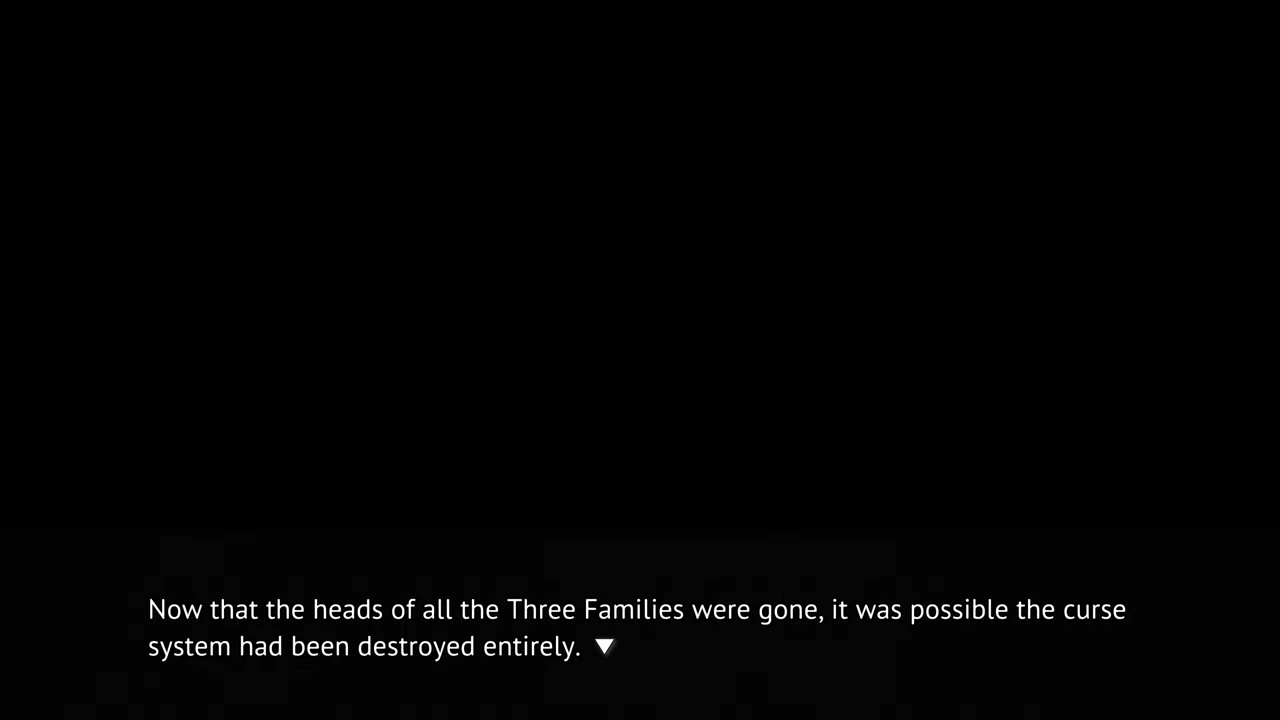 Now that the heads of all the Three Families were gone, it was possible the curse
system had been destroyed entirely.